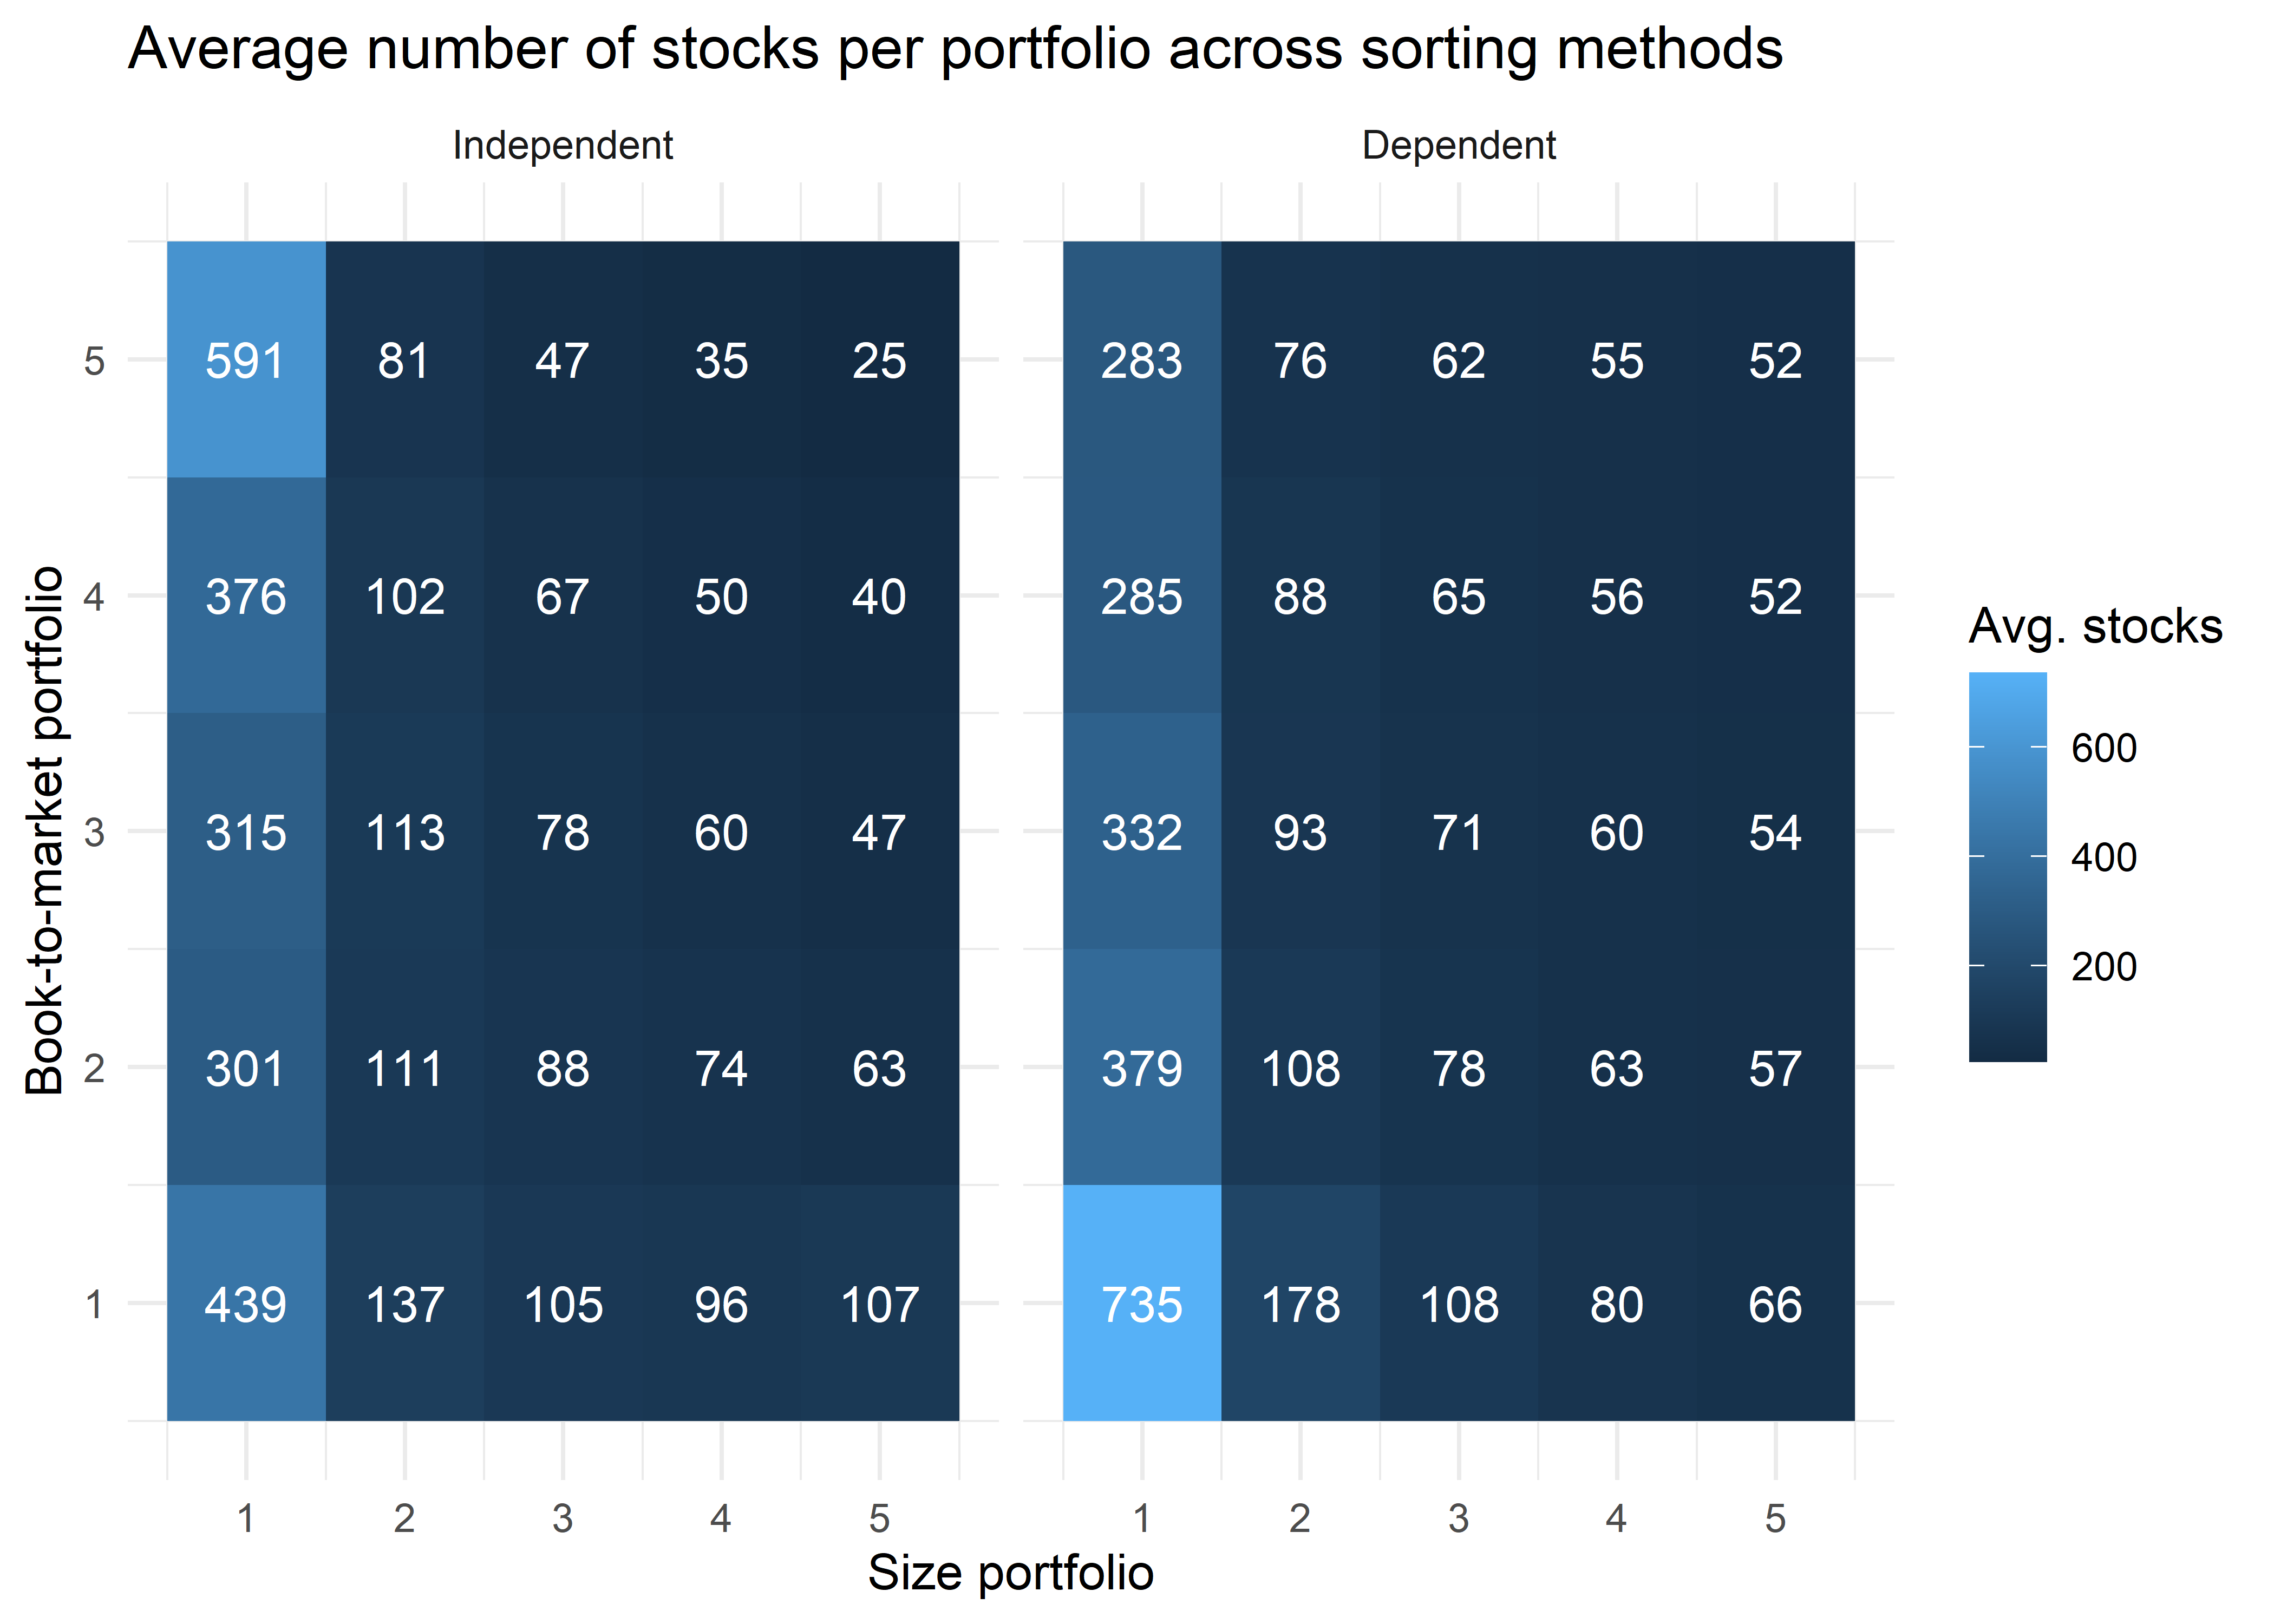 Average number of stocks per portfolio across sorting methods
Independent
Dependent
Book-to-market portfolio
5
591 81 47 35 25
283 76 62 55 52
4
376 102 67 50 40
285 88 65 56 52
3
315 113 78 60 47
332 93 71 60 54
2
301 111 88 74 63
379 108 78 63 57
1
439 137 105 96 107
735 178 108 80 66
1 2 3 4 5
1 2 3 4 5
Size portfolio
Avg. stocks
600
400
200